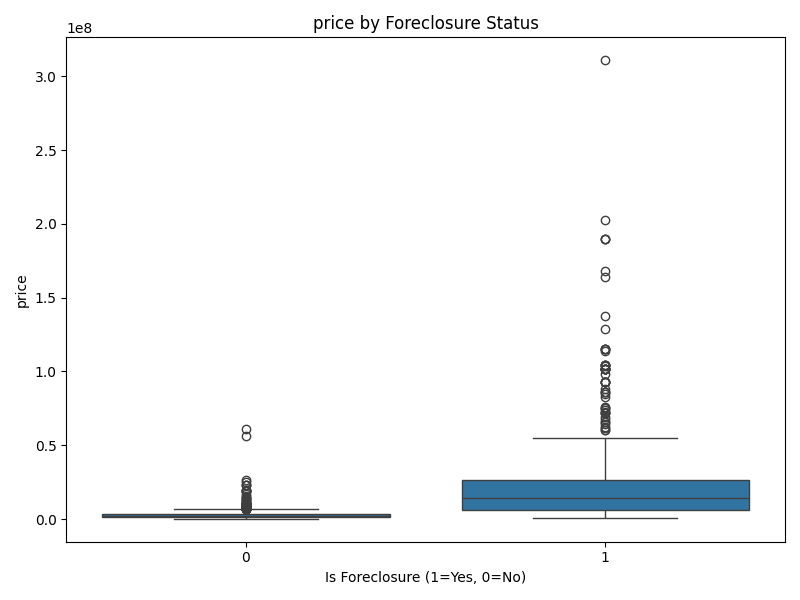 price by Foreclosure Status
1e8
3.0
2.5
2.0
1.5
1.0
0.5
0.0
price
0 1
Is Foreclosure (1=Yes, 0=No)